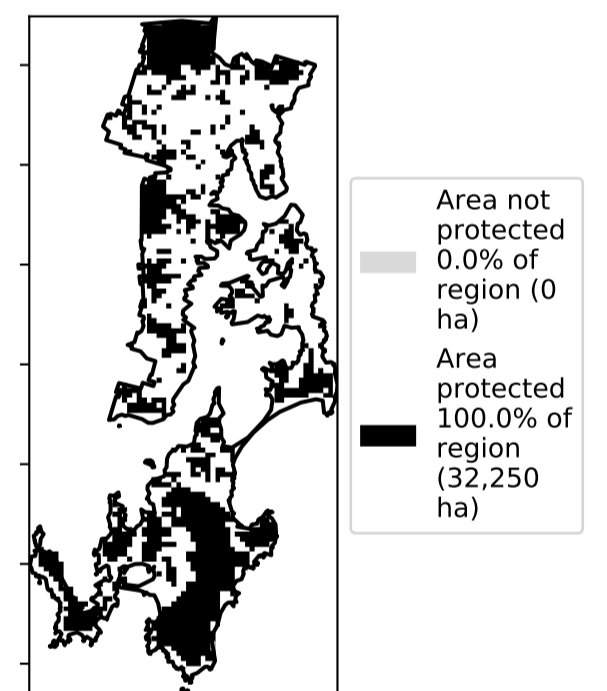 Area not
protected
0.0% of
region (0
ha)
Area
protected
100.0% of
region
(32,250
ha)